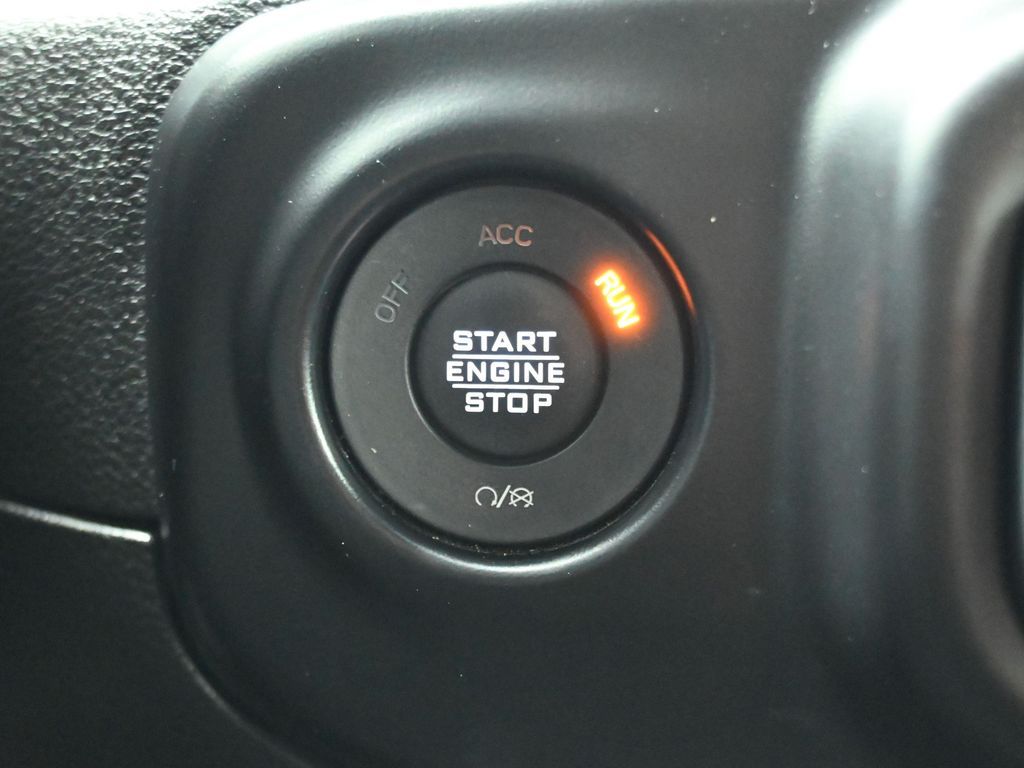 ACC
OFF
RUN
START
ENGINE
STOP